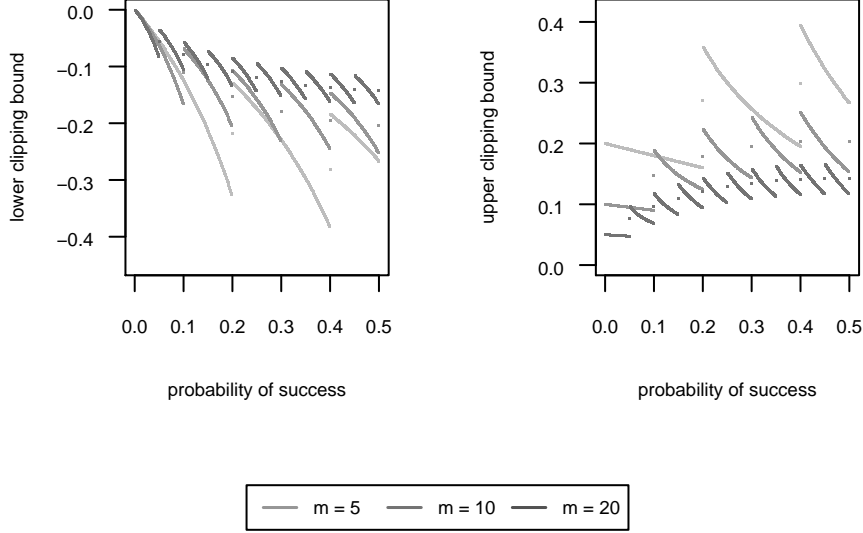 lower clipping bound
0.0
−0.1
−0.2
−0.3
−0.4
0.0 0.1 0.2 0.3 0.4 0.5
probability of success
upper clipping bound
0.4
0.3
0.2
0.1
0.0
0.0 0.1 0.2 0.3 0.4 0.5
probability of success
m = 5 m = 10 m = 20